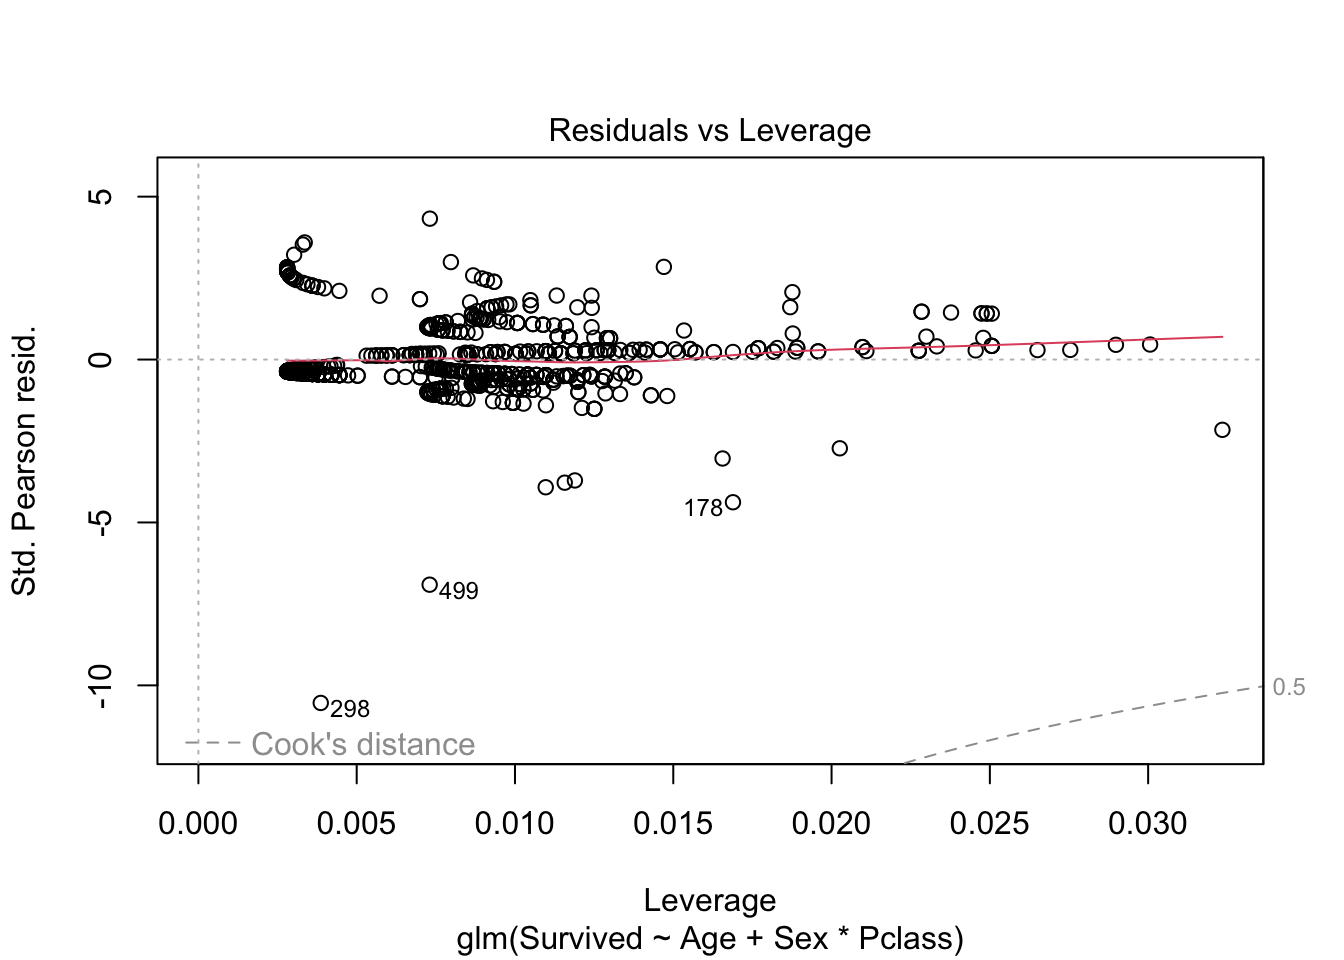 Residuals vs Leverage
Std. Pearson resid.
5
0
-5
-10
178
499
298
0.5
Cook's distance
0.000 0.005 0.010 0.015 0.020 0.025 0.030
Leverage
glm(Survived ~ Age + Sex * Pclass)